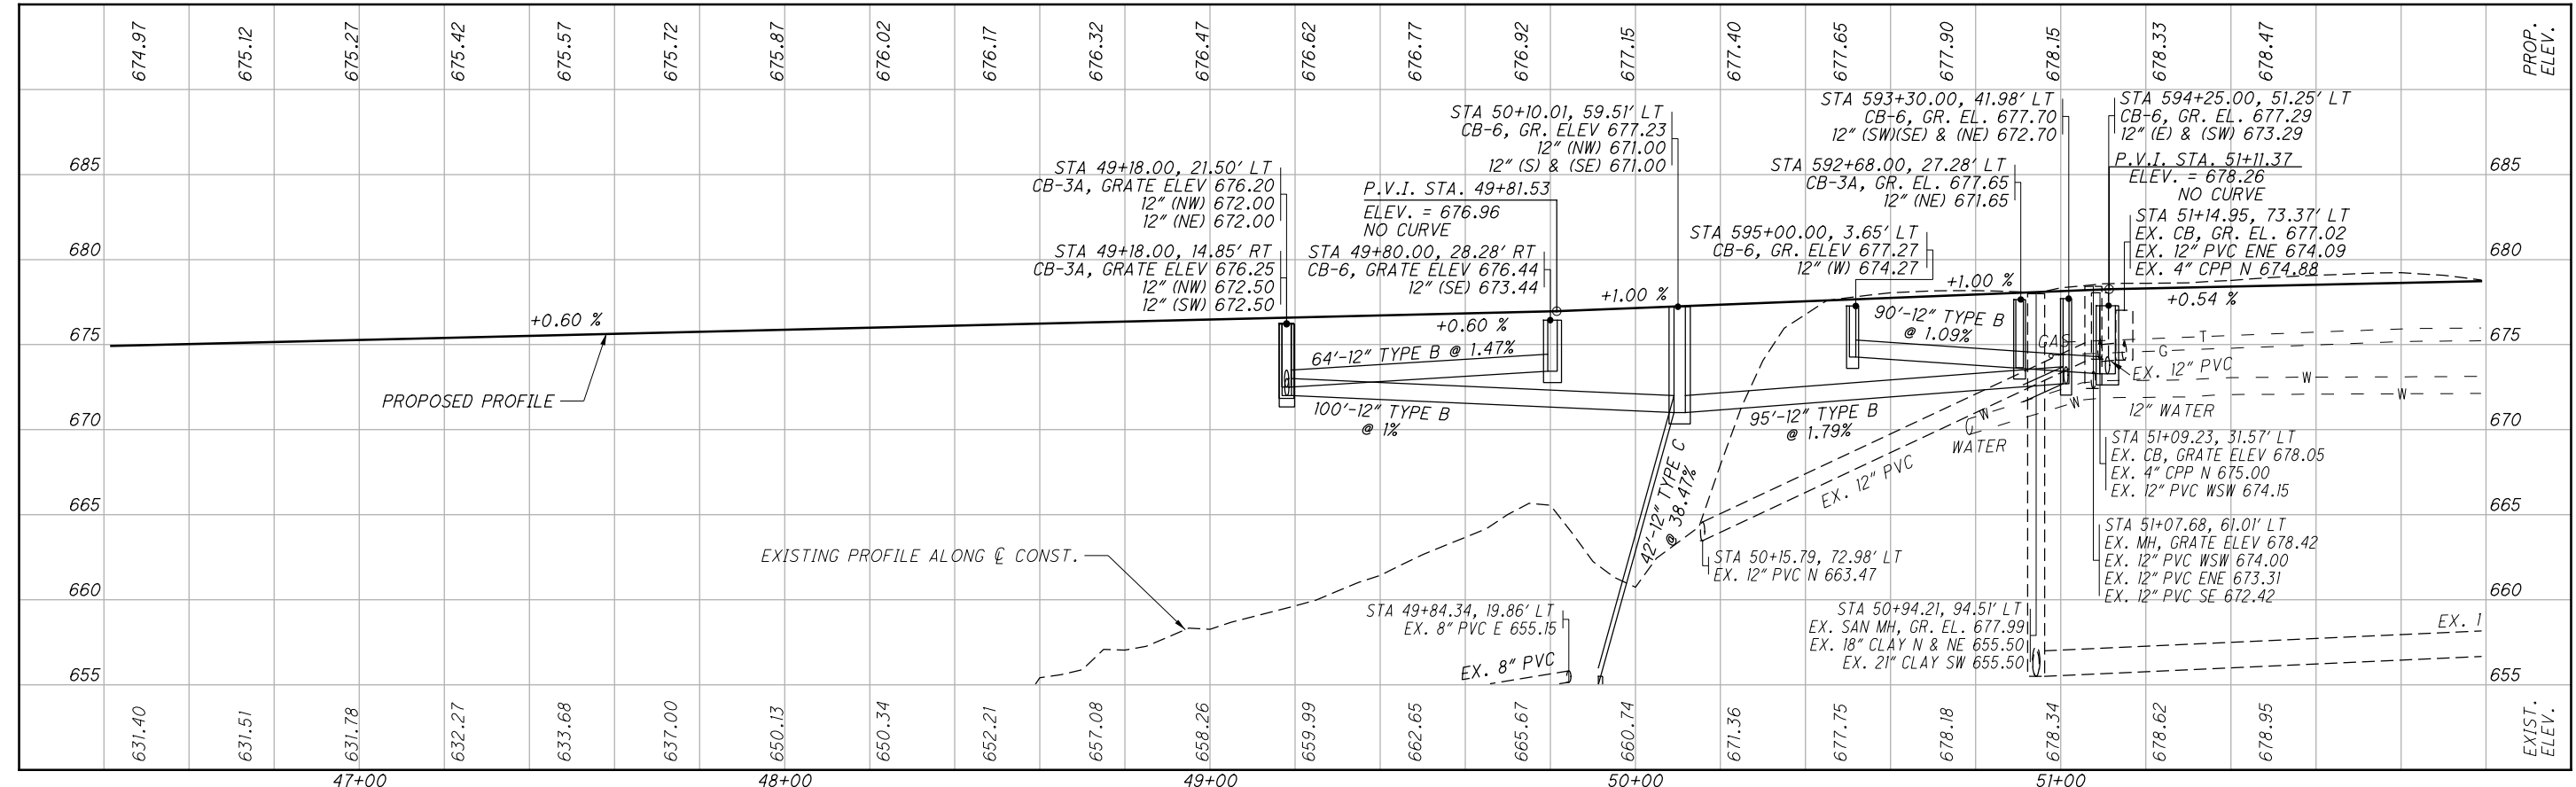 674.97 675.12 675.27 675.42 675.57 675.72 675.87 676.02 676.17 676.32 676.47 676.62 676.77 676.92 677.15 677.40 677.65 677.90 678.15 678.33 678.47
PROP.
ELEV.
685
680
675
670
665
660
655
STA 49+18.00, 21.50' LT
CB-3A, GRATE ELEV 676.20
12" (NW) 672.00
12" (NE) 672.00
STA 49+18.00, 14.85' RT
CB-3A, GRATE ELEV 676.25
12" (NW) 672.50
12" (SW) 672.50
P.V.I. STA. 49+81.53
ELEV. = 676.96
NO CURVE
STA 49+80.00, 28.28' RT
CB-6, GRATE ELEV 676.44
12" (SE) 673.44
STA 50+10.01, 59.51' LT
CB-6, GR. ELEV 677.23
12" (NW) 671.00
12" (S) & (SE) 671.00
STA 593+30.00, 41.98' LT
CB-6, GR. EL. 677.70
12" (SW)(SE) & (NE) 672.70
STA 592+68.00, 27.28' LT
CB-3A, GR. EL. 677.65
12" (NE) 671.65
STA 595+00.00, 3.65' LT
CB-6, GR. ELEV 677.27
12" (W) 674.27
STA 594+25.00, 51.25' LT
CB-6, GR. EL. 677.29
12" (E) & (SW) 673.29
P.V.I. STA. 51+11.37
ELEV. = 678.26
NO CURVE
STA 51+14.95, 73.37' LT
EX. CB, GR. EL. 677.02
EX. 12" PVC ENE 674.09
EX. 4" CPP N 674.88
+0.60 %
+0.60 %
+1.00 %
+1.00 %
+0.54 %
PROPOSED PROFILE
64'-12" TYPE B @ 1.47%
100'-12" TYPE B
@ 1%
90'-12" TYPE B
@ 1.09%
95'-12" TYPE B
@ 1.79%
42'-12" TYPE C
@ 38.47%
GAS
T
G
EX. 12" PVC
W
W
W
W
12" WATER
WATER
EX. 12" PVC
STA 51+09.23, 31.57' LT
EX. CB, GRATE ELEV 678.05
EX. 4" CPP N 675.00
EX. 12" PVC WSW 674.15
STA 51+07.68, 61.01' LT
EX. MH, GRATE ELEV 678.42
EX. 12" PVC WSW 674.00
EX. 12" PVC ENE 673.31
EX. 12" PVC SE 672.42
STA 50+15.79, 72.98' LT
EX. 12" PVC N 663.47
EXISTING PROFILE ALONG ℄ CONST.
STA 49+84.34, 19.86' LT
EX. 8" PVC E 655.15
EX. 8" PVC
STA 50+94.21, 94.51' LT
EX. SAN MH, GR. EL. 677.99
EX. 18" CLAY N & NE 655.50
EX. 21" CLAY SW 655.50
EX. 1
685
680
675
670
665
660
655
631.40 631.51 631.78 632.27 633.68 637.00 650.13 650.34 652.21 657.08 658.26 659.99 662.65 665.67 660.74 671.36 677.75 678.18 678.34 678.62 678.95
EXIST.
ELEV.
47+00 48+00 49+00 50+00 51+00